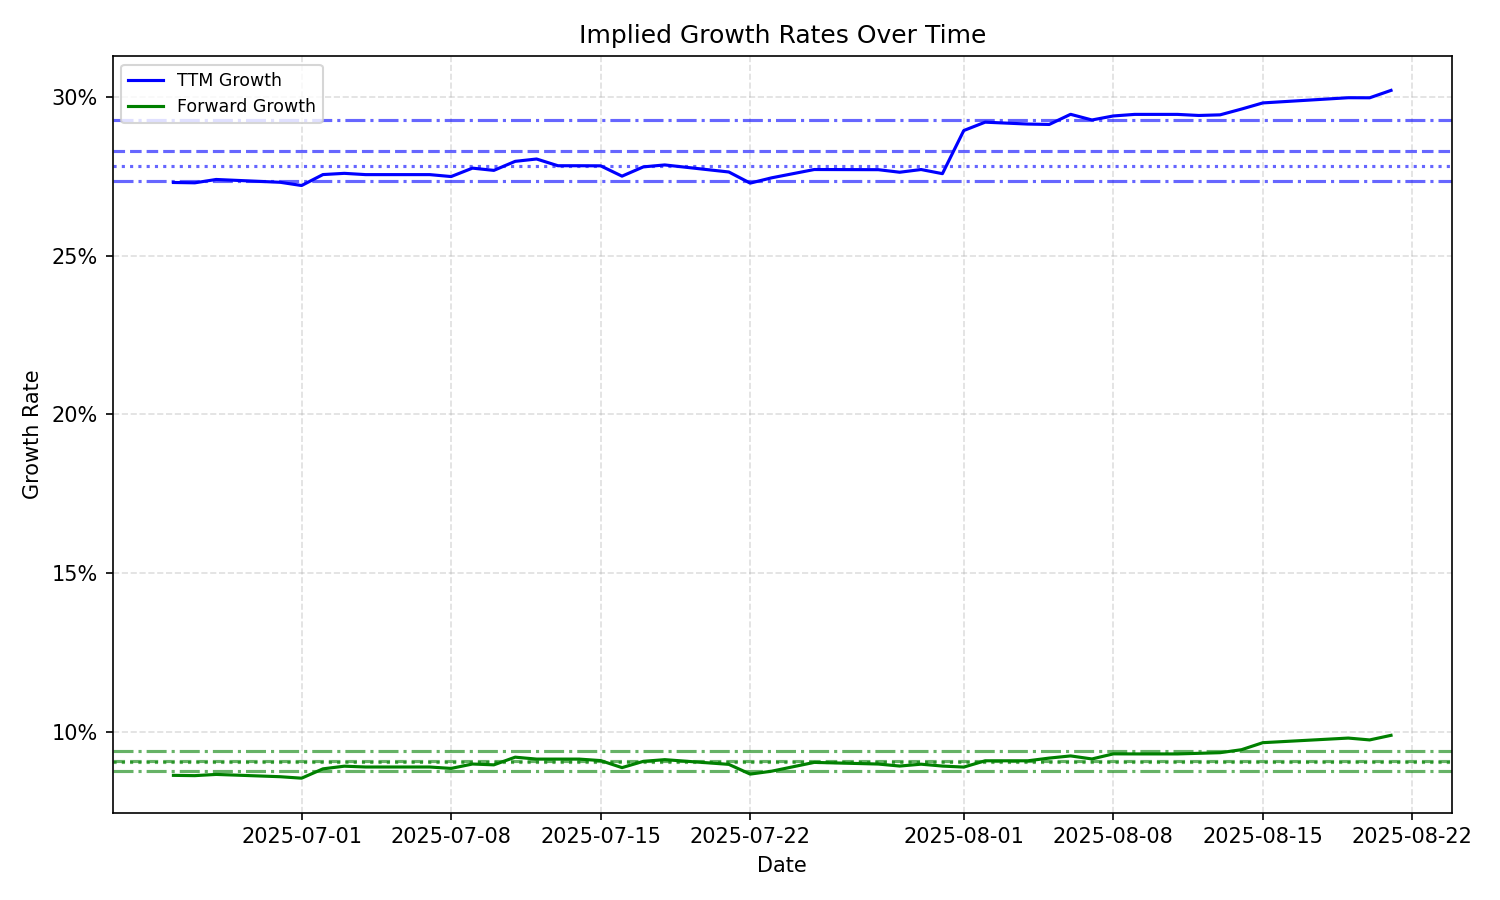 Implied Growth Rates Over Time
TTM Growth
Forward Growth
30%
25%
20%
15%
10%
Growth Rate
2025-07-01 2025-07-08 2025-07-15 2025-07-22 2025-08-01 2025-08-08 2025-08-15 2025-08-22
Date